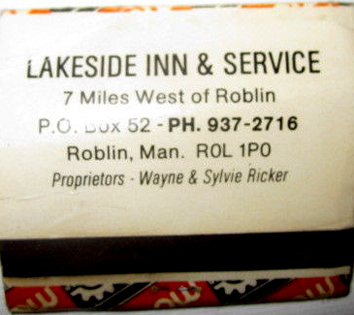 LAKESIDE INN & SERVICE
7 Miles West of Roblin
P.O. Box 52 - PH. 937-2716
Roblin, Man. R0L 1P0
Proprietors - Wayne & Sylvie Ricker